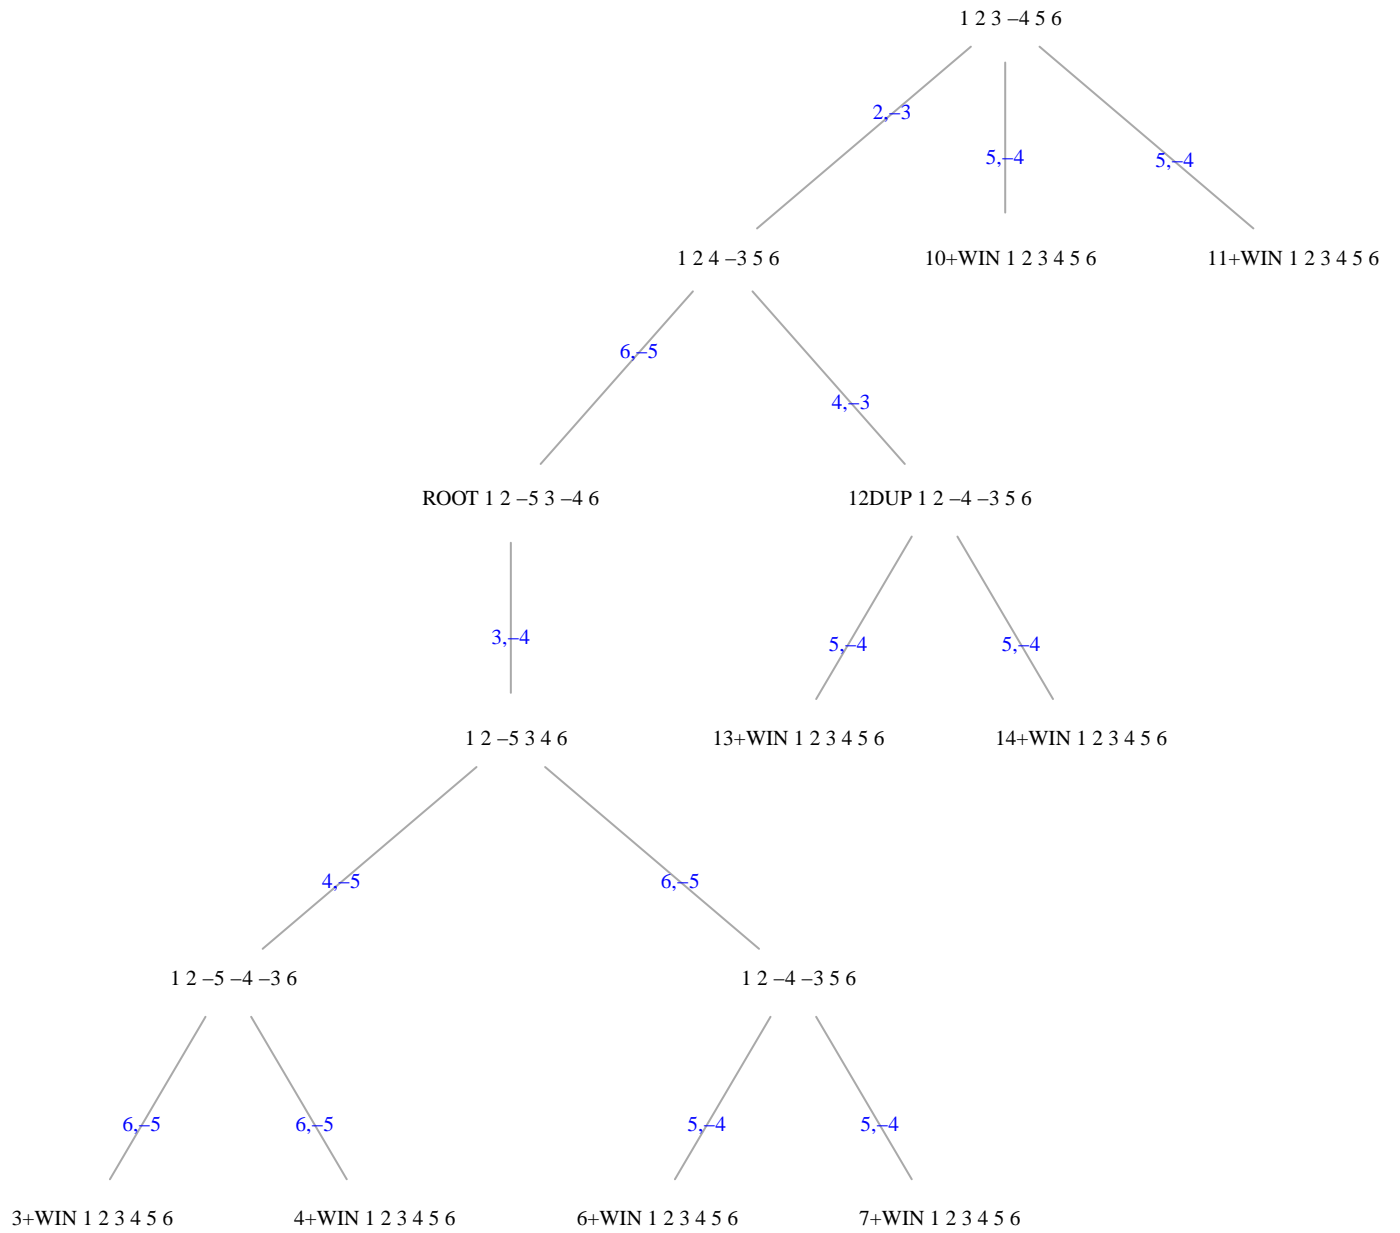 1 2 3 –4 5 6
2,–3
5,–4
5,–4
1 2 4 –3 5 6
10+WIN 1 2 3 4 5 6
11+WIN 1 2 3 4 5 6
6,–5
4,–3
ROOT 1 2 –5 3 –4 6
12DUP 1 2 –4 –3 5 6
3,–4
5,–4
5,–4
1 2 –5 3 4 6
13+WIN 1 2 3 4 5 6
14+WIN 1 2 3 4 5 6
4,–5
6,–5
1 2 –5 –4 –3 6
1 2 –4 –3 5 6
6,–5
6,–5
5,–4
5,–4
3+WIN 1 2 3 4 5 6
4+WIN 1 2 3 4 5 6
6+WIN 1 2 3 4 5 6
7+WIN 1 2 3 4 5 6